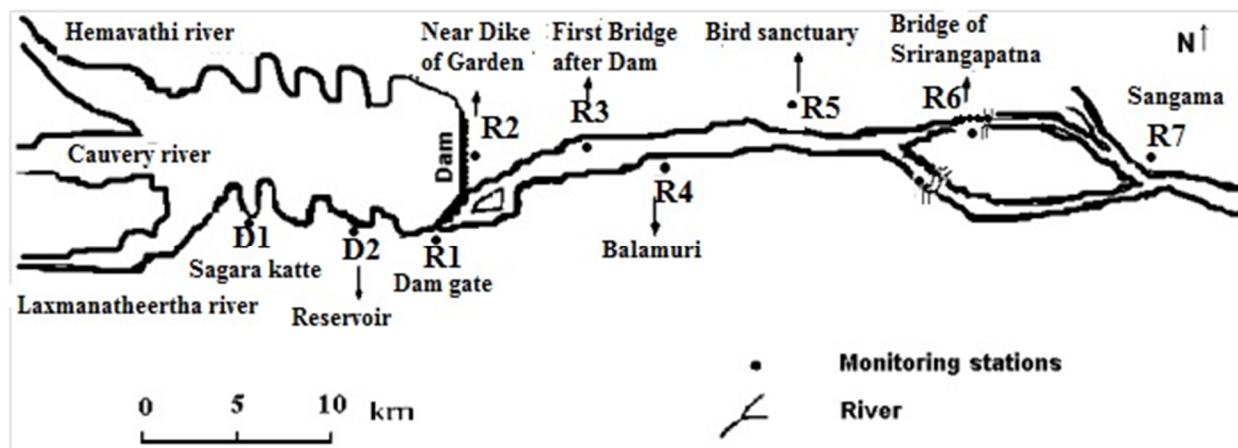 Hemavathi river
Near Dike
of Garden
First Bridge
after Dam
Bird sanctuary
Bridge of
Srirangapatna
N
R2
R3
R5
R6
Sangama
R7
Cauvery river
Dam
R4
D1
D2
R1
Balamuri
Sagara katte
Dam gate
Laxmanatheertha river
Reservoir
Monitoring stations
0 5 10 km
River